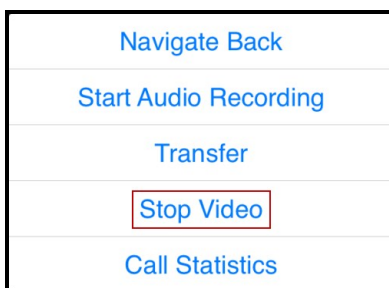 Navigate Back
Start Audio Recording
Transfer
Stop Video
Call Statistics